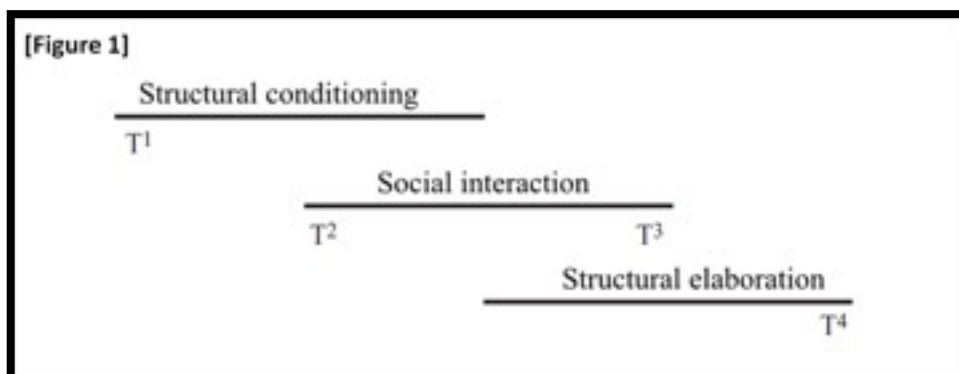 [Figure 1]
Structural conditioning
T¹
Social interaction
T² T³
Structural elaboration
T⁴